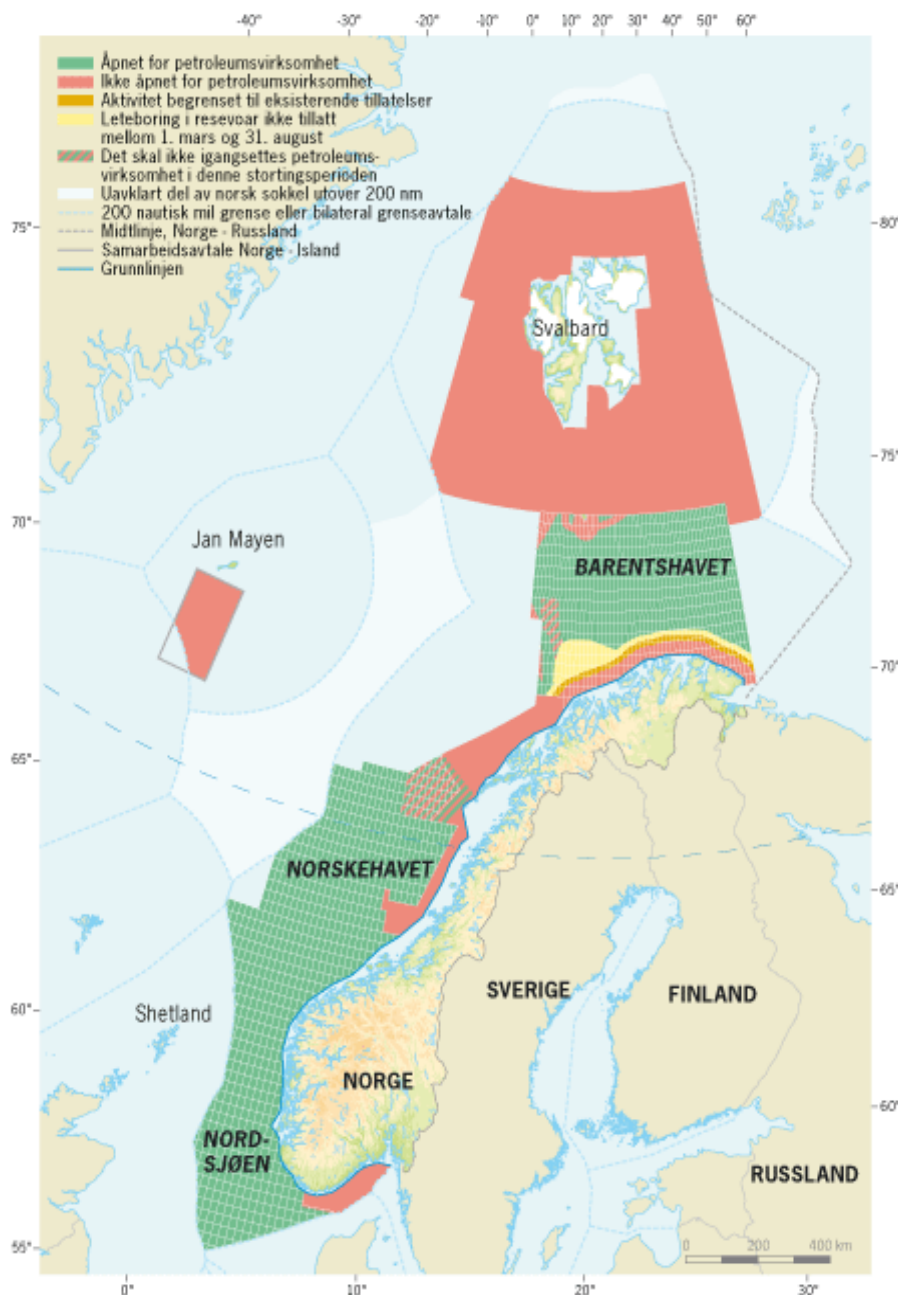 -40° -30° -20° -10° 0° 10° 20° 30° 40° 50° 60°
Åpnet for petroleumsvirksomhet
Ikke åpnet for petroleumsvirksomhet
Aktivitet begrenset til eksisterende tillatelser
Leteboring i resevoar ikke tillatt
mellom 1. mars og 31. august
Det skal ikke igangsettes petroleums-
virksomhet i denne stortingsperioden
Uavklart del av norsk sokkel utover 200 nm
200 nautisk mil grense eller bilateral grenseavtale
Midtlinje, Norge - Russland
Samarbeidsavtale Norge - Island
Grunnlinjen
75°
80°
Svalbard
75°
70°
Jan Mayen
BARENTSHAVET
70°
65°
NORSKEHAVET
65°
SVERIGE
FINLAND
60°
Shetland
NORGE
60°
NORD-
SJØEN
RUSSLAND
55°
0 200 400 km
0° 10° 20° 30°